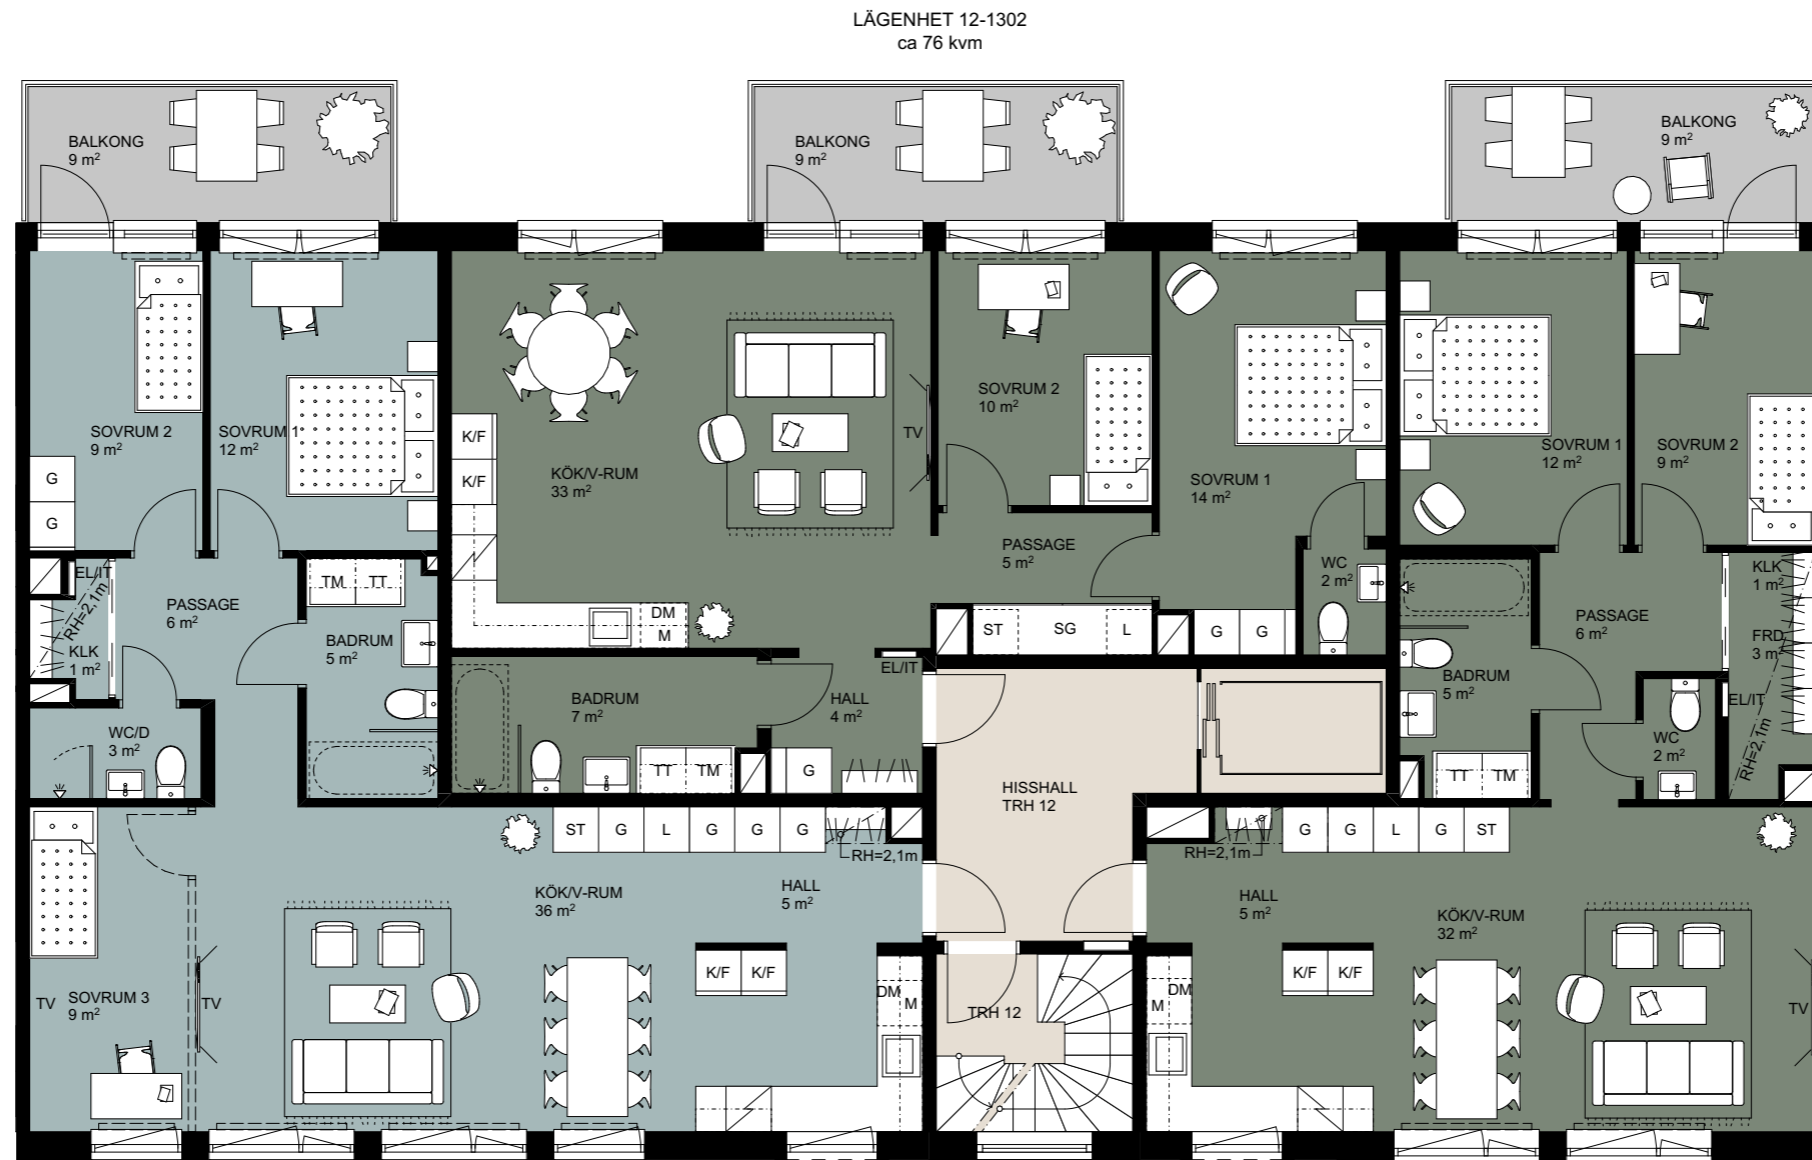 LÄGENHET 12-1302
ca 76 kvm
BALKONG
9 m²
BALKONG
9 m²
BALKONG
9 m²
SOVRUM 2
9 m²
G
G
SOVRUM 1
12 m²
K/F
K/F
KÖK/V-RUM
33 m²
TV
SOVRUM 2
10 m²
SOVRUM 1
14 m²
SOVRUM 1
12 m²
SOVRUM 2
9 m²
EL/IT
RH=2,1m
KLK
1 m²
PASSAGE
6 m²
TM
TT
BADRUM
5 m²
DM
M
PASSAGE
5 m²
WC
2 m²
ST
SG
L
G
G
PASSAGE
6 m²
KLK
1 m²
FRD
3 m²
EL/IT
RH=2,1m
BADRUM
5 m²
WC
2 m²
TT
TM
WC/D
3 m²
BADRUM
7 m²
TT
TM
HALL
4 m²
EL/IT
G
HISSHALL
TRH 12
ST
G
L
G
G
G
RH=2,1m
HALL
5 m²
KÖK/V-RUM
36 m²
TV
SOVRUM 3
9 m²
TV
K/F
K/F
DM
M
TRH 12
RH=2,1m
G
G
L
G
ST
HALL
5 m²
KÖK/V-RUM
32 m²
M
DM
K/F
K/F
TV